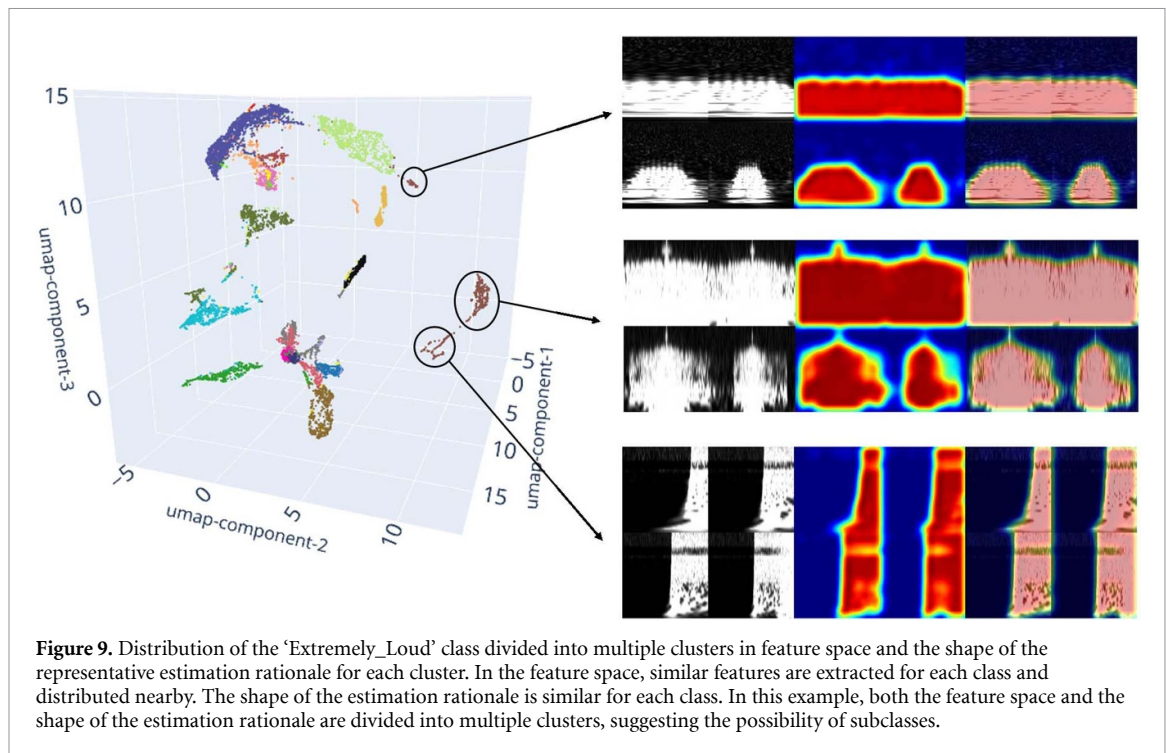 15
10
5
0
umap-component-3
−5
0
5
10
umap-component-2
−5
0
5
10
15
umap-component-1
Figure 9. Distribution of the ‘Extremely_Loud’ class divided into multiple clusters in feature space and the shape of the
representative estimation rationale for each cluster. In the feature space, similar features are extracted for each class and
distributed nearby. The shape of the estimation rationale is similar for each class. In this example, both the feature space and the
shape of the estimation rationale are divided into multiple clusters, suggesting the possibility of subclasses.